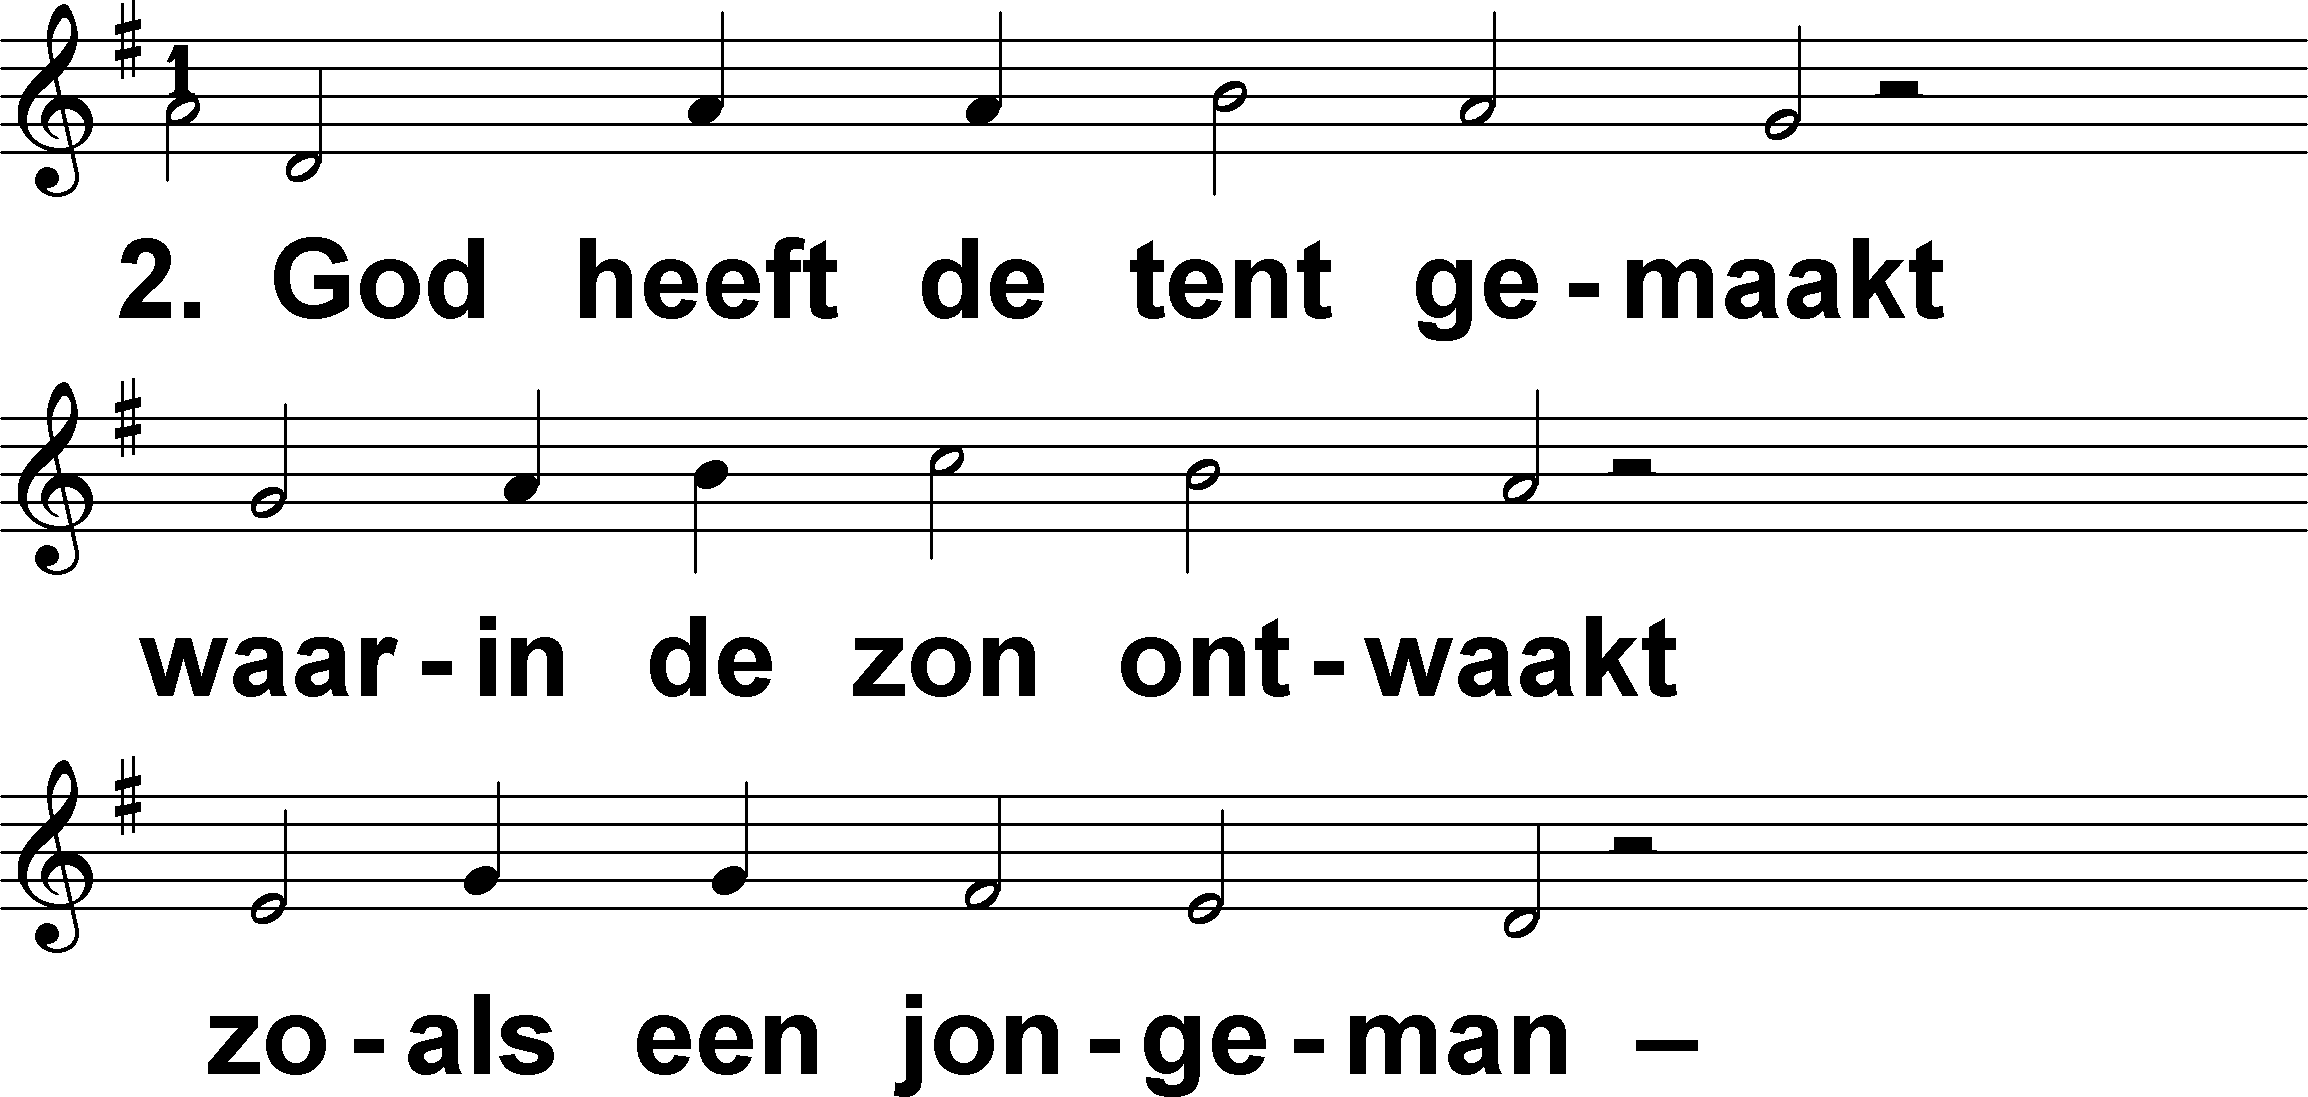 1
2. God heeft de tent ge-maakt
waar-in de zon ont-waakt
zo-als een jon-ge-man –